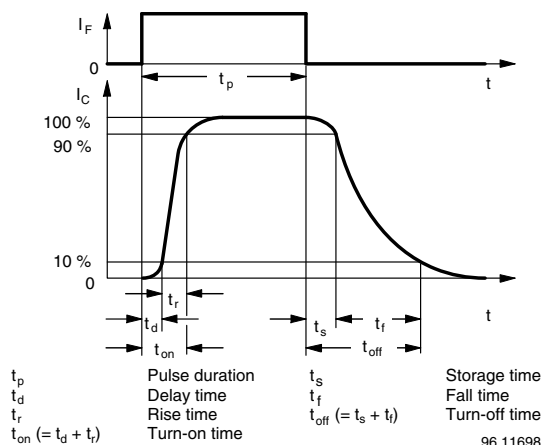 I_F
0
t_p
t
I_C
100 %
90 %
10 %
0
t_r
t_d
t_s
t_f
t
t_on
t_off
t_p Pulse duration
t_d Delay time
t_r Rise time
t_on (= t_d + t_r) Turn-on time
t_s Storage time
t_f Fall time
t_off (= t_s + t_f) Turn-off time
96 11698